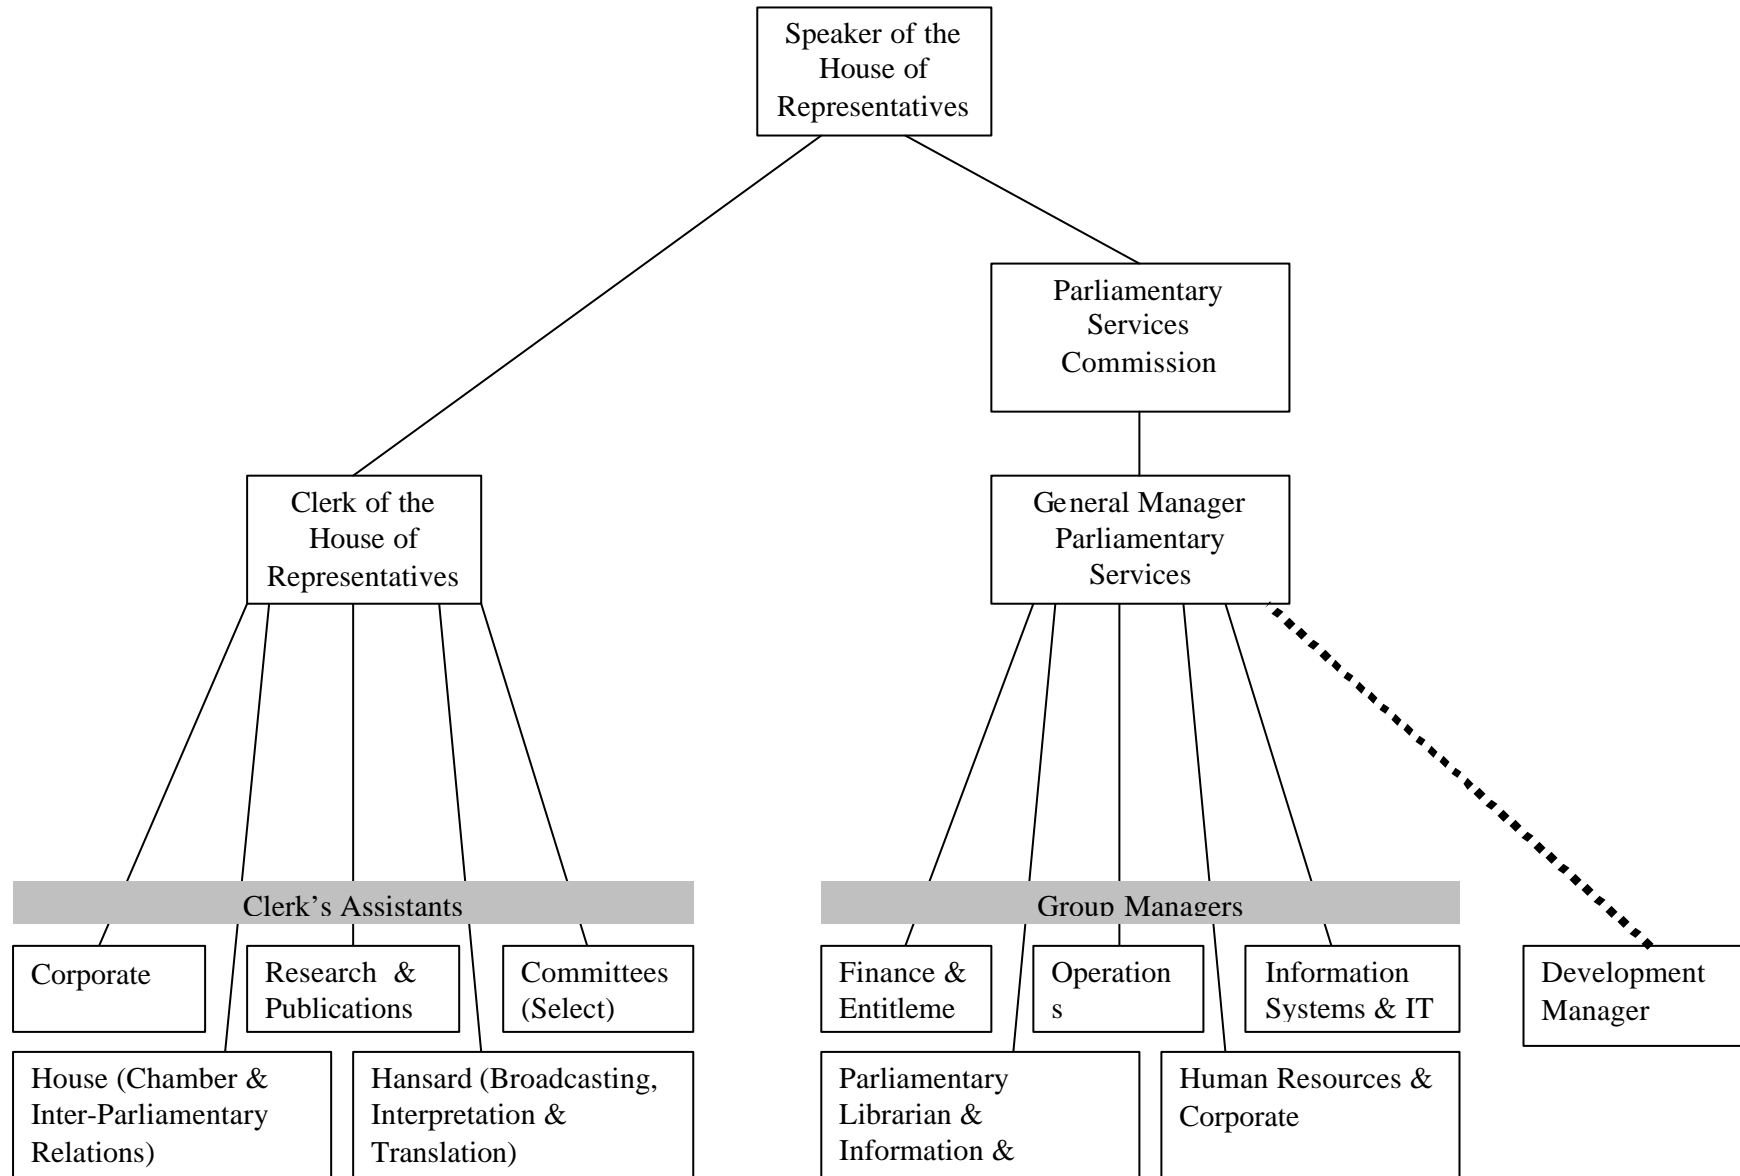 Speaker of the
House of
Representatives
Parliamentary
Services
Commission
Clerk of the
House of
Representatives
General Manager
Parliamentary
Services
Clerk's Assistants
Group Managers
Corporate
Research &
Publications
Committees
(Select)
Finance &
Entitleme
Operation
s
Information
Systems & IT
Development
Manager
House (Chamber &
Inter-Parliamentary
Relations)
Hansard (Broadcasting,
Interpretation &
Translation)
Parliamentary
Librarian &
Information &
Human Resources &
Corporate